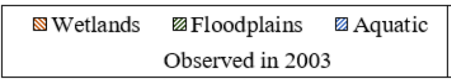 Wetlands Floodplains Aquatic
Observed in 2003